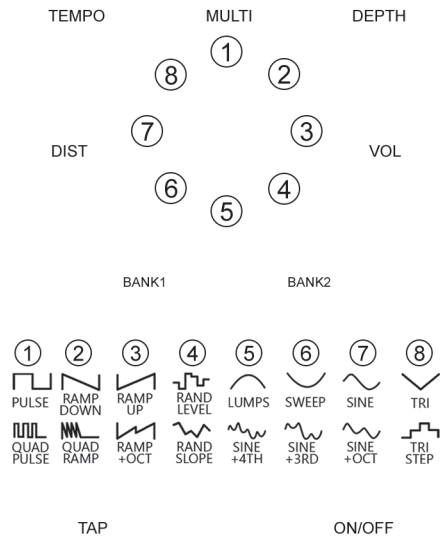 TEMPO MULTI DEPTH
1
8 2
7 3
DIST VOL
6 4
5
BANK1 BANK2
1 2 3 4 5 6 7 8
PULSE RAMP DOWN RAMP UP RAND LEVEL LUMPS SWEEP SINE TRI
QUAD PULSE QUAD RAMP RAMP +OCT RAND SLOPE SINE +4TH SINE +3RD SINE +OCT TRI STEP
TAP ON/OFF